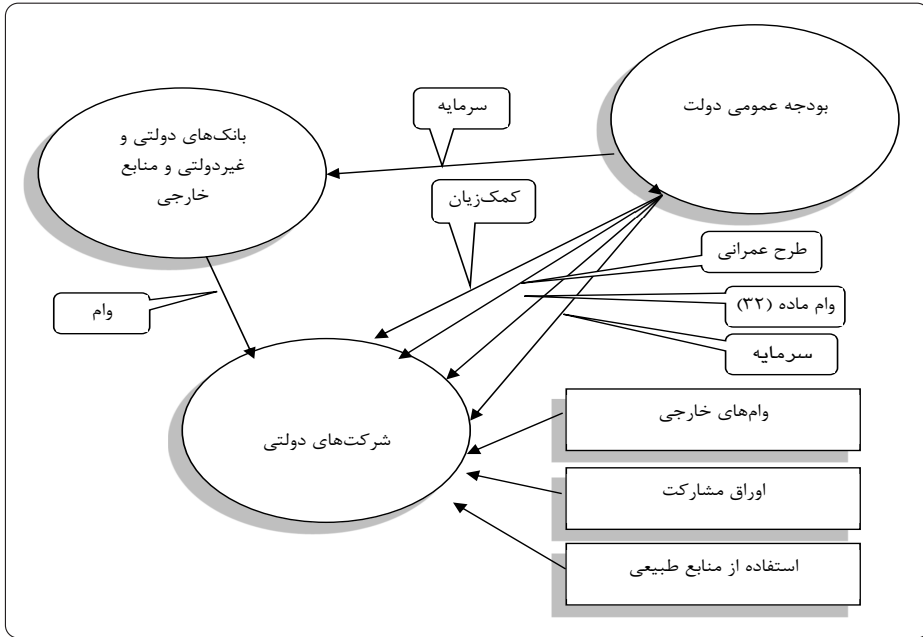 بودجه عمومی دولت
سرمایه
بانک‌های دولتی و
غیردولتی و منابع
خارجی
کمک‌زیان
طرح عمرانی
وام ماده (۳۲)
سرمایه
وام
شرکت‌های دولتی
وام‌های خارجی
اوراق مشارکت
استفاده از منابع طبیعی